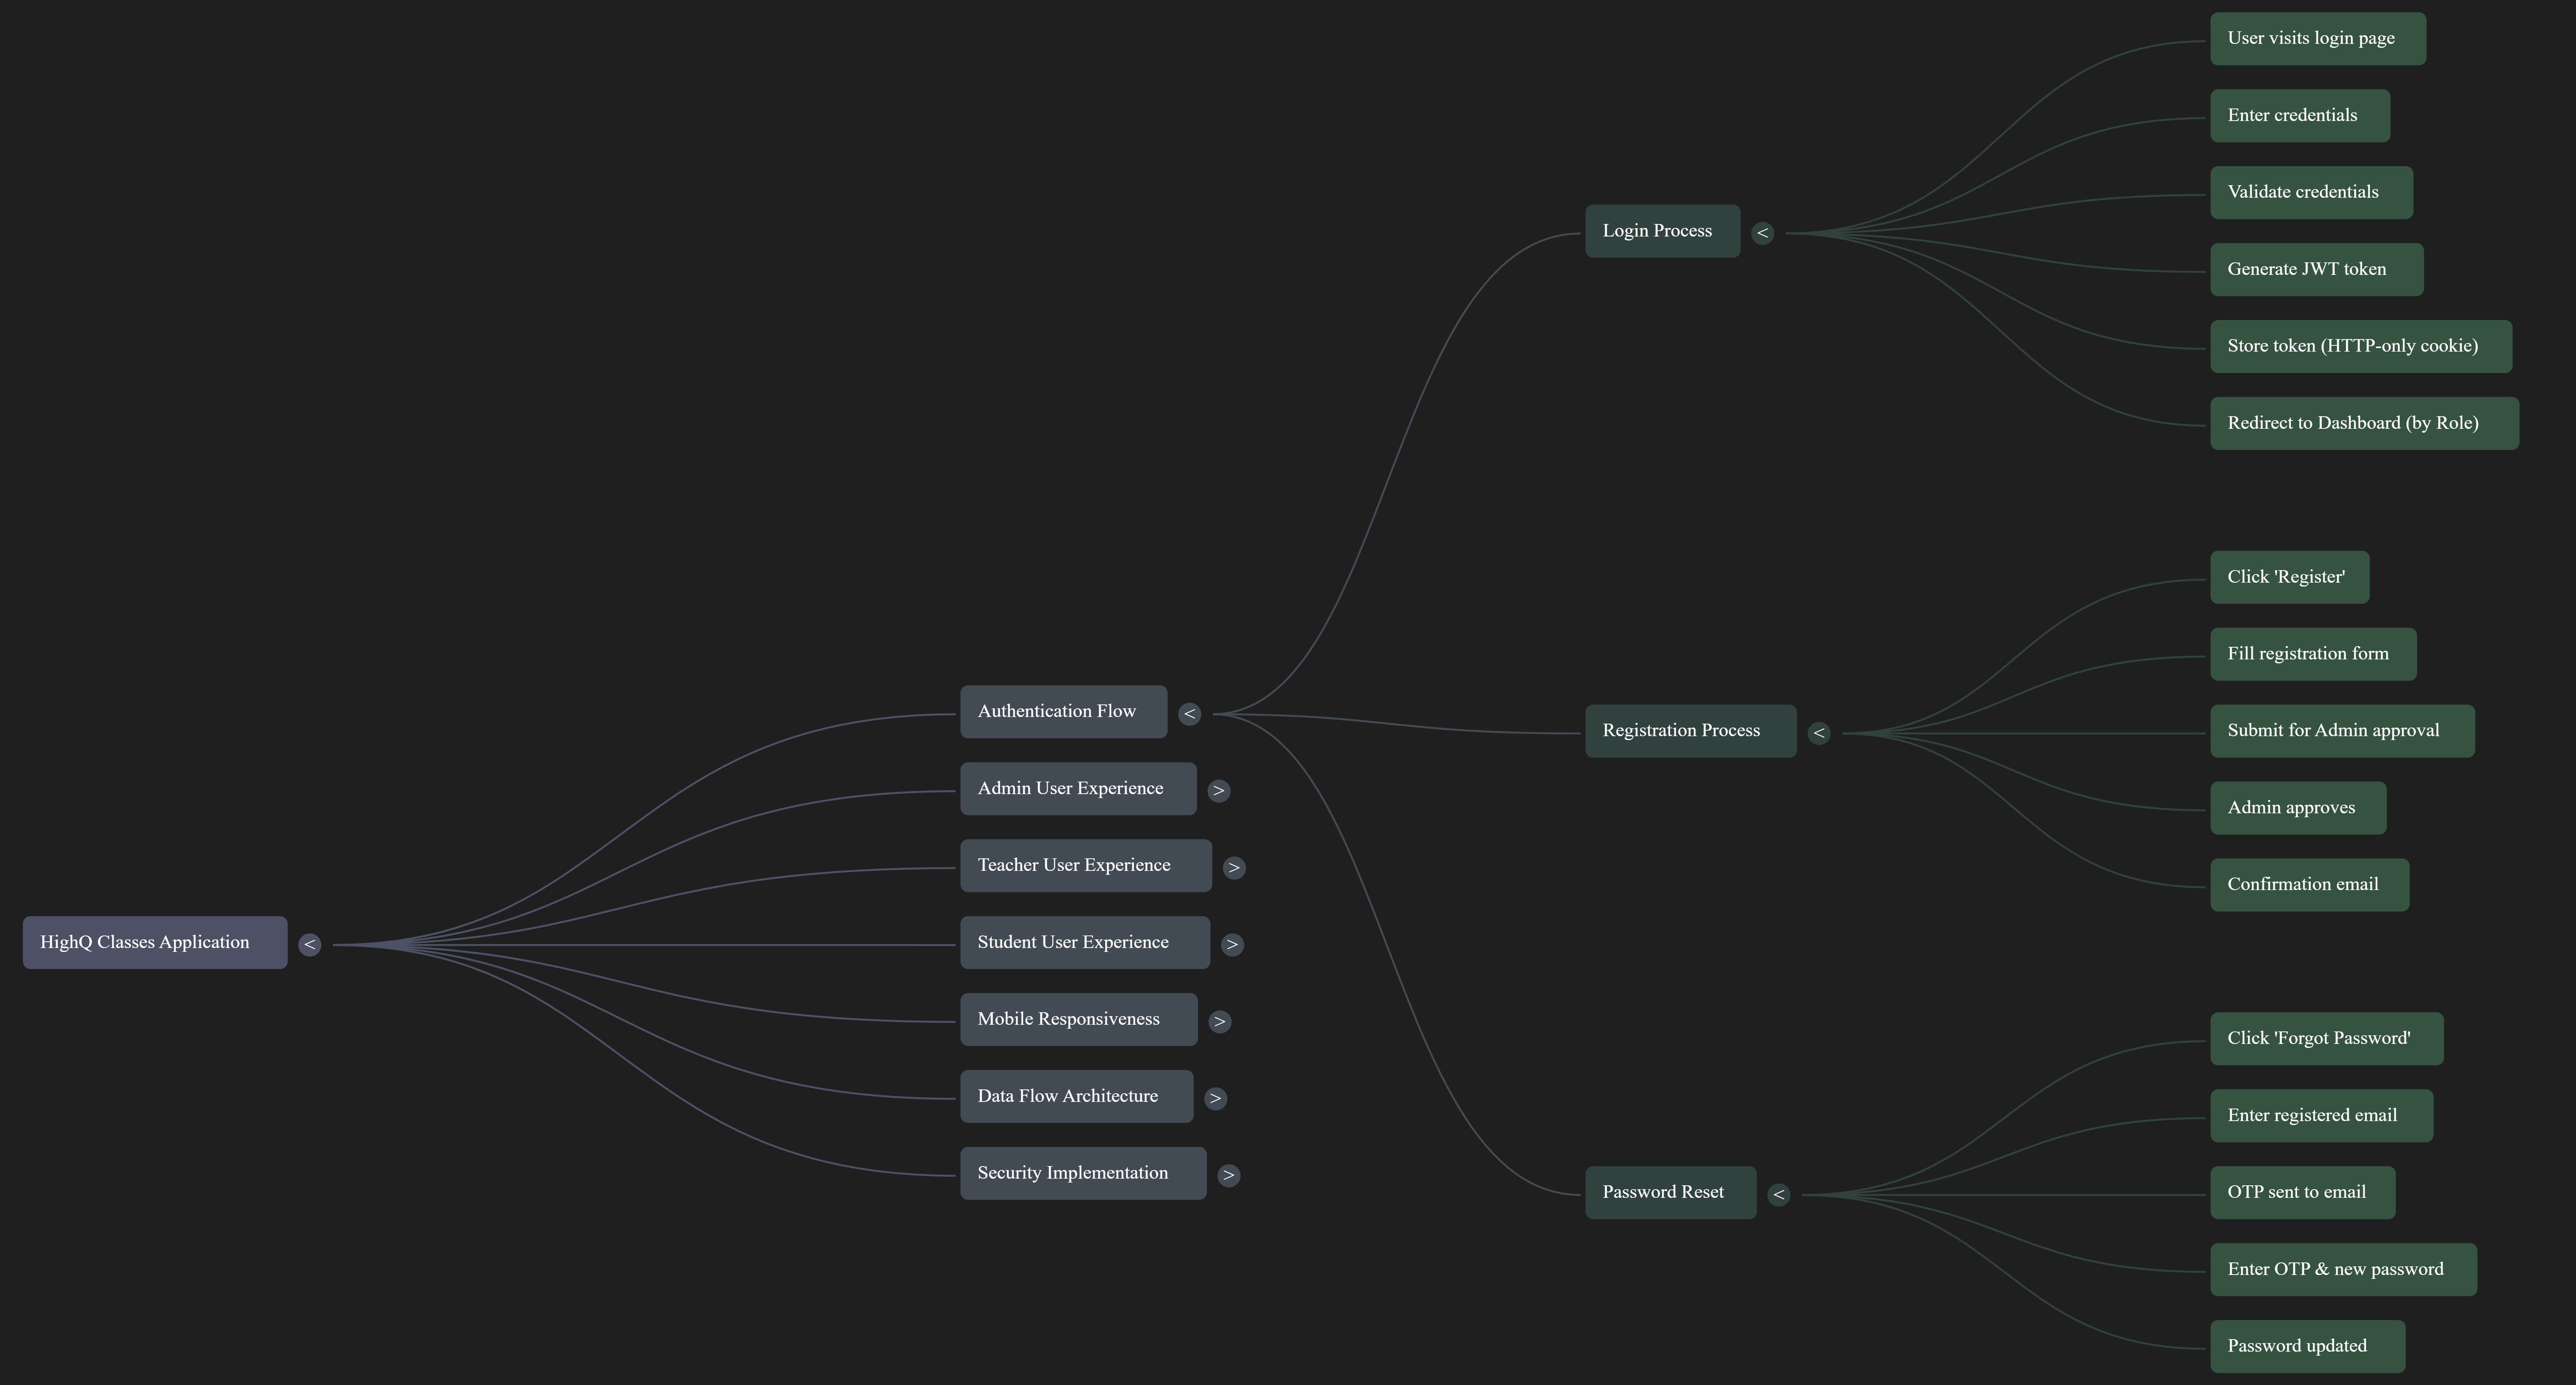 HighQ Classes Application
<
Authentication Flow
<
Admin User Experience
>
Teacher User Experience
>
Student User Experience
>
Mobile Responsiveness
>
Data Flow Architecture
>
Security Implementation
>
Login Process
<
User visits login page
Enter credentials
Validate credentials
Generate JWT token
Store token (HTTP-only cookie)
Redirect to Dashboard (by Role)
Registration Process
<
Click 'Register'
Fill registration form
Submit for Admin approval
Admin approves
Confirmation email
Password Reset
<
Click 'Forgot Password'
Enter registered email
OTP sent to email
Enter OTP & new password
Password updated